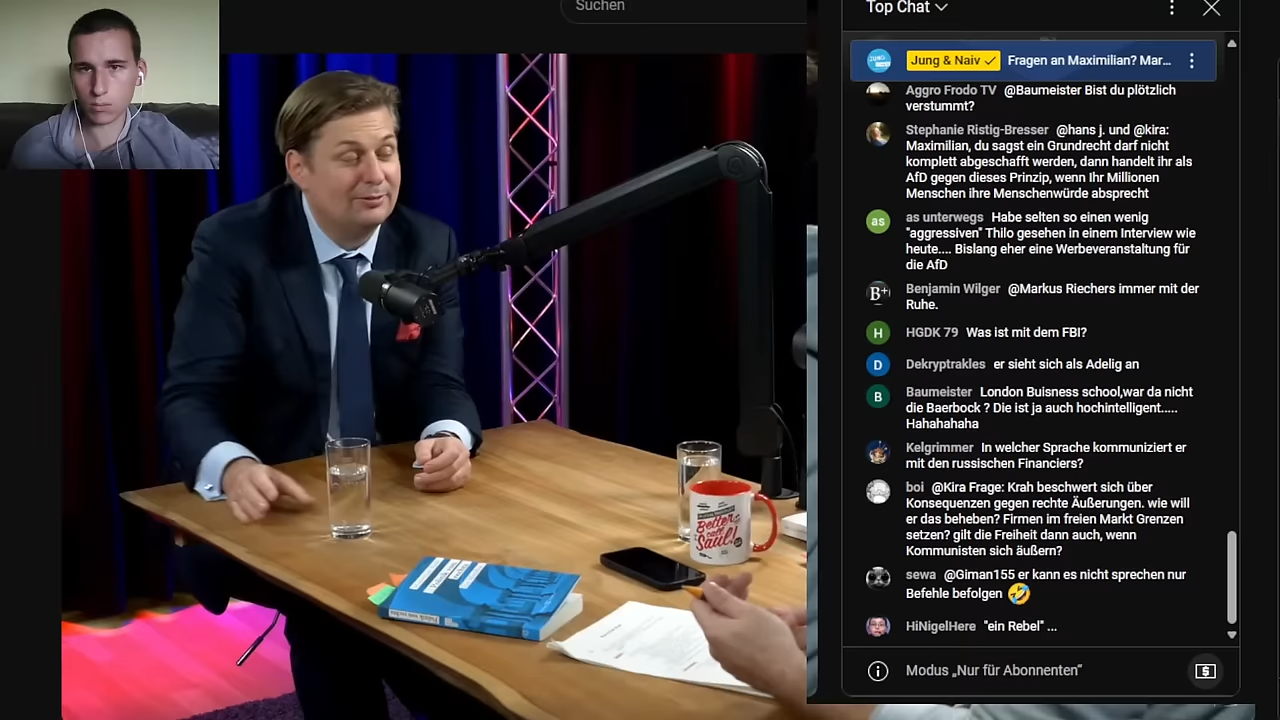 Suchen
Top Chat
Jung & Naiv Fragen an Maximilian? Mar...
Aggro Frodo TV @Baumeister Bist du plötzlich
verstummt?
Stephanie Ristig-Bresser @hans j. und @kira:
Maximilian, du sagst ein Grundrecht darf nicht
komplett abgeschafft werden, dann handelt ihr als
AfD gegen dieses Prinzip, wenn Ihr Millionen
Menschen ihre Menschenwürde absprecht
as unterwegs Habe selten so einen wenig
"aggressiven" Thilo gesehen in einem Interview wie
heute.... Bislang eher eine Werbeveranstaltung für
die AfD
Benjamin Wilger @Markus Riechers immer mit der
Ruhe.
HGDK 79 Was ist mit dem FBI?
Dekryptrakles er sieht sich als Adelig an
Baumeister London Buisness school,war da nicht
die Baerbock ? Die ist ja auch hochintelligent.....
Hahahahaha
Kelgrimmer In welcher Sprache kommuniziert er
mit den russischen Financiers?
boi @Kira Frage: Krah beschwert sich über
Konsequenzen gegen rechte Äußerungen. wie will
er das beheben? Firmen im freien Markt Grenzen
setzen? gilt die Freiheit dann auch, wenn
Kommunisten sich äußern?
sewa @Giman155 er kann es nicht sprechen nur
Befehle befolgen 🤣
HiNigelHere "ein Rebel" ...
Modus „Nur für Abonnenten“
Better
call
Saul!